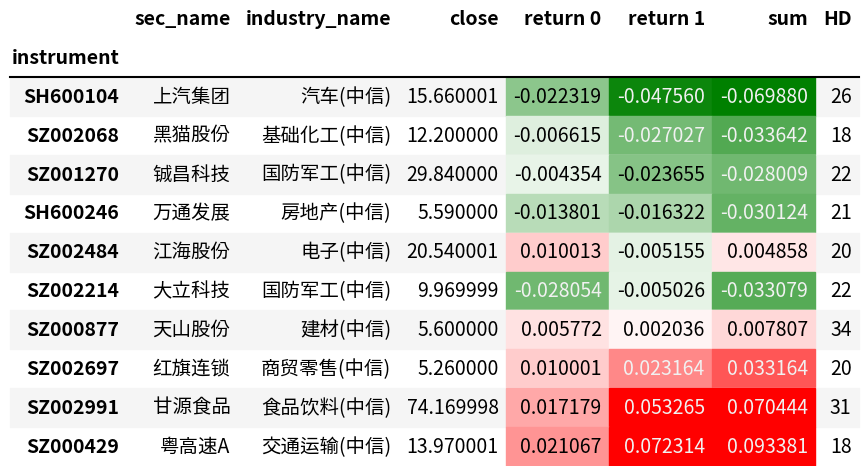 sec_name industry_name close return 0 return 1 sum HD
instrument
SH600104 上汽集团 汽车(中信) 15.660001 -0.022319 -0.047560 -0.069880 26
SZ002068 黑猫股份 基础化工(中信) 12.200000 -0.006615 -0.027027 -0.033642 18
SZ001270 铖昌科技 国防军工(中信) 29.840000 -0.004354 -0.023655 -0.028009 22
SH600246 万通发展 房地产(中信) 5.590000 -0.013801 -0.016322 -0.030124 21
SZ002484 江海股份 电子(中信) 20.540001 0.010013 -0.005155 0.004858 20
SZ002214 大立科技 国防军工(中信) 9.969999 -0.028054 -0.005026 -0.033079 22
SZ000877 天山股份 建材(中信) 5.600000 0.005772 0.002036 0.007807 34
SZ002697 红旗连锁 商贸零售(中信) 5.260000 0.010001 0.023164 0.033164 20
SZ002991 甘源食品 食品饮料(中信) 74.169998 0.017179 0.053265 0.070444 31
SZ000429 粤高速A 交通运输(中信) 13.970001 0.021067 0.072314 0.093381 18